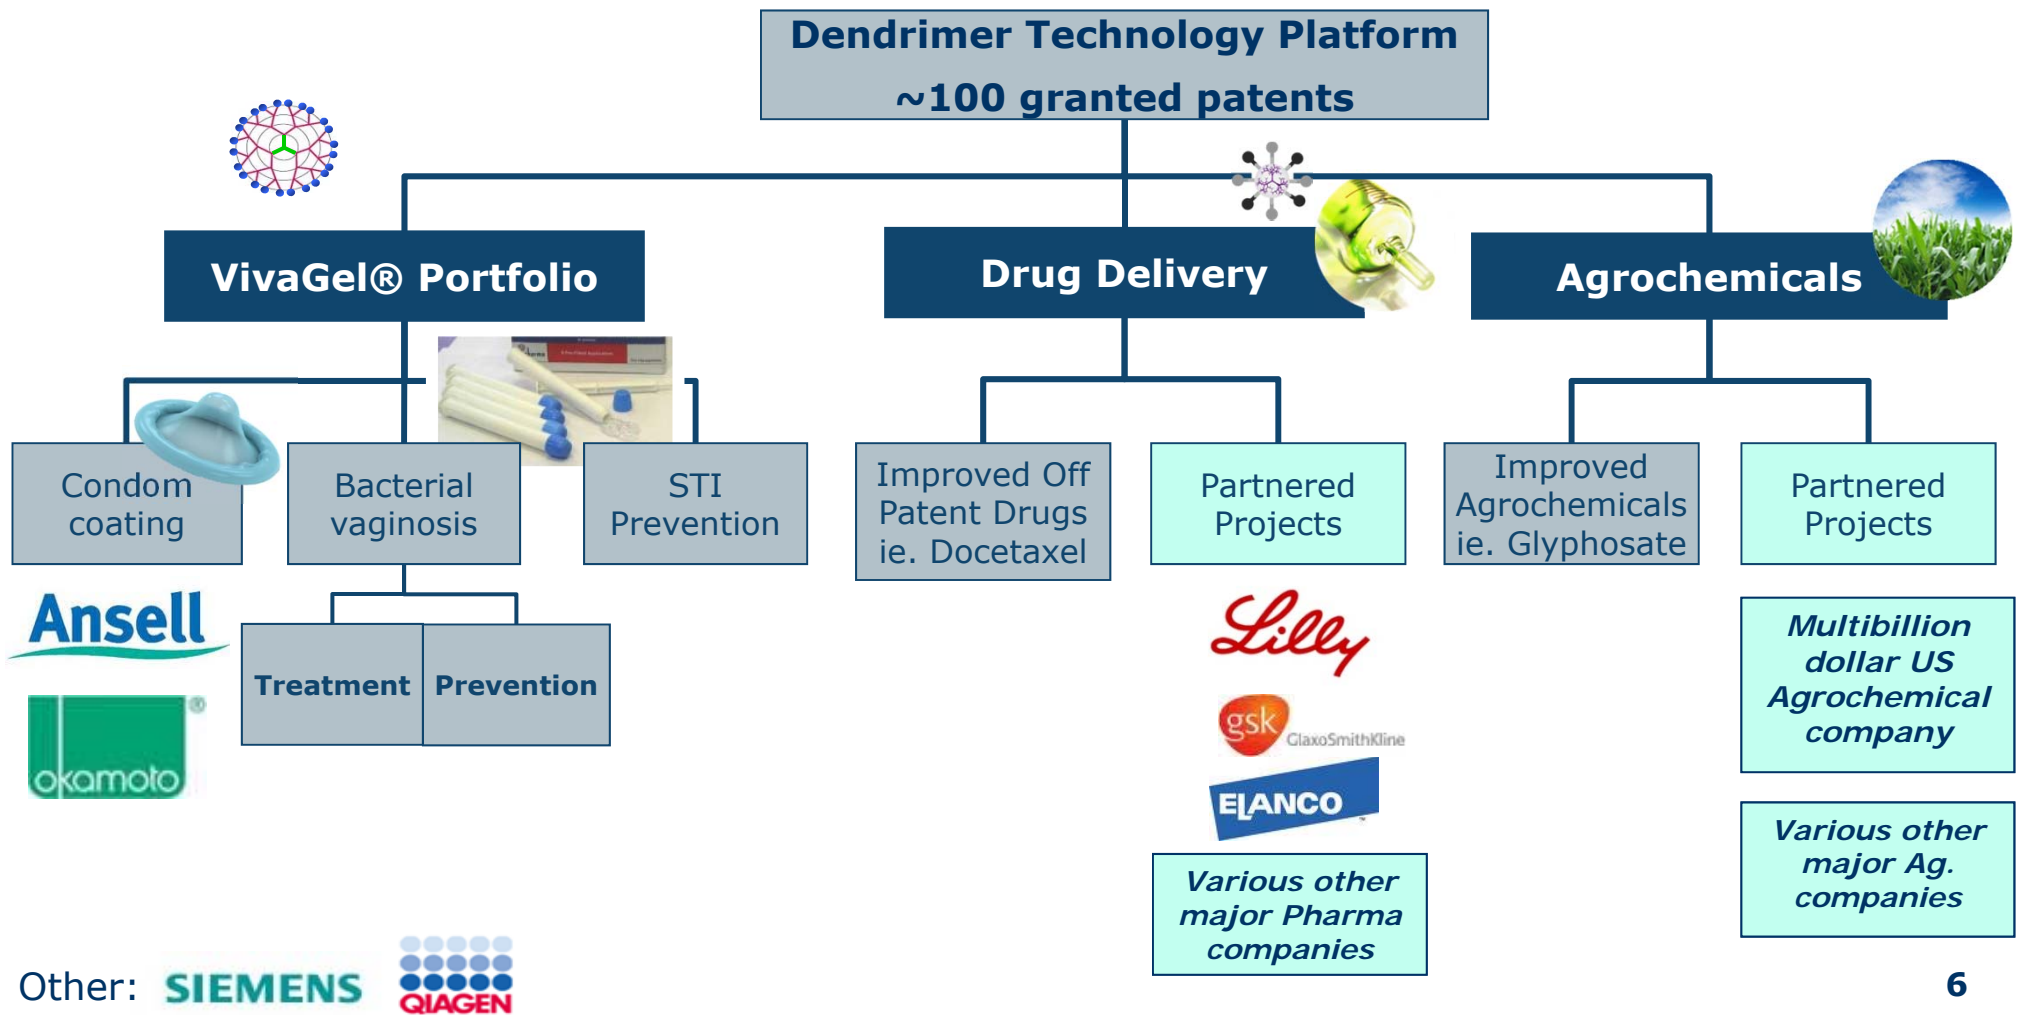 Dendrimer Technology Platform
~100 granted patents
VivaGel® Portfolio
Drug Delivery
Agrochemicals
Condom
coating
Bacterial
vaginosis
STI
Prevention
Improved Off
Patent Drugs
ie. Docetaxel
Partnered
Projects
Improved
Agrochemicals
ie. Glyphosate
Partnered
Projects
Ansell
okamoto®
Treatment
Prevention
Lilly
gsk
GlaxoSmithKline
ELANCO™
Various other
major Pharma
companies
Multibillion
dollar US
Agrochemical
company
Various other
major Ag.
companies
Other:
SIEMENS
QIAGEN
6